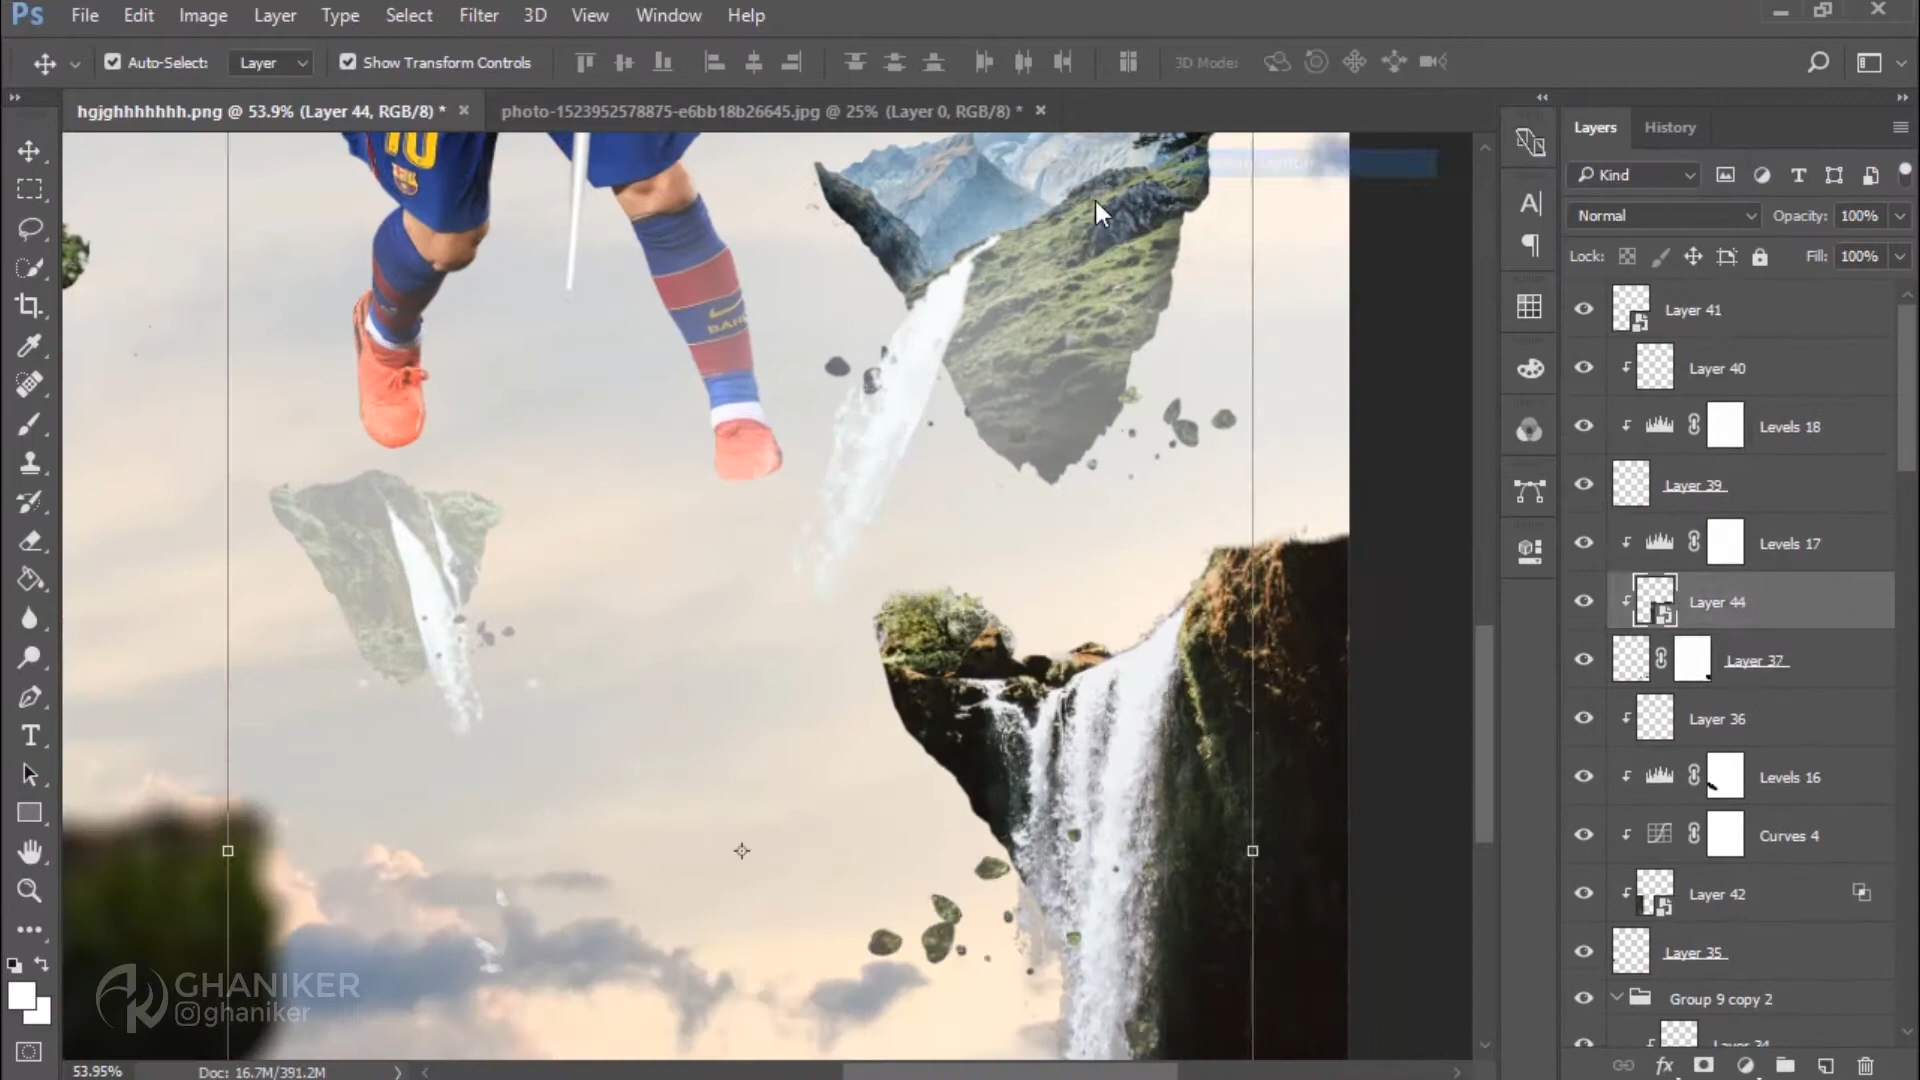 Ps File Edit Image Layer Type Select Filter 3D View Window Help
Auto-Select: Layer Show Transform Controls 3D Mode:
hgjghhhhhhh.png @ 53.9% (Layer 44, RGB/8) * photo-1523952578875-e6bb18b26645.jpg @ 25% (Layer 0, RGB/8) *
Layers History
Kind
Normal Opacity: 100%
Lock: Fill: 100%
Layer 41
Layer 40
Levels 18
Layer 39
Levels 17
Layer 44
Layer 37
Layer 36
Levels 16
Curves 4
Layer 42
Layer 35
Group 9 copy 2
Layer 34
10
GHANIKER
@ghaniker
53.95% Doc: 16.7M/391.2M